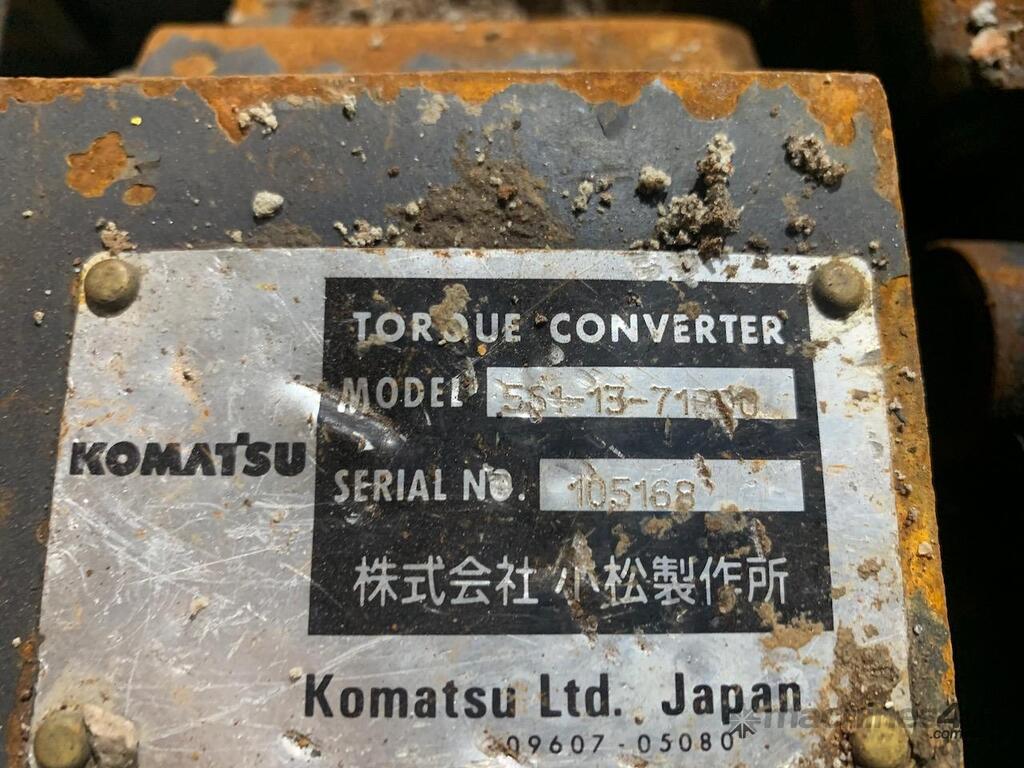 TORQUE CONVERTER
MODEL
KOMATSU
SERIAL NO. 105168
株式会社 小松製作所
Komatsu Ltd. Japan
09607-05080